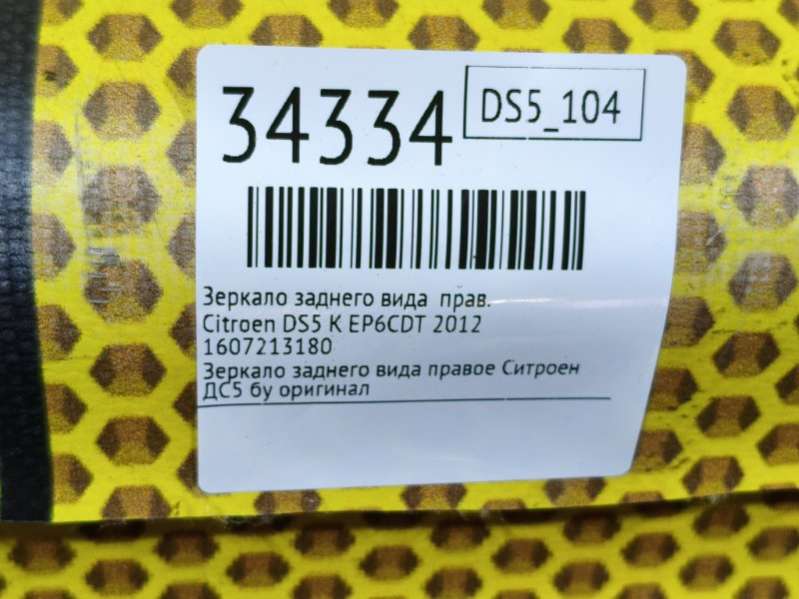 34334
DS5_104
Зеркало заднего вида прав.
Citroen DS5 K EP6CDT 2012
1607213180
Зеркало заднего вида правое Ситроен
ДС5 бу оригинал